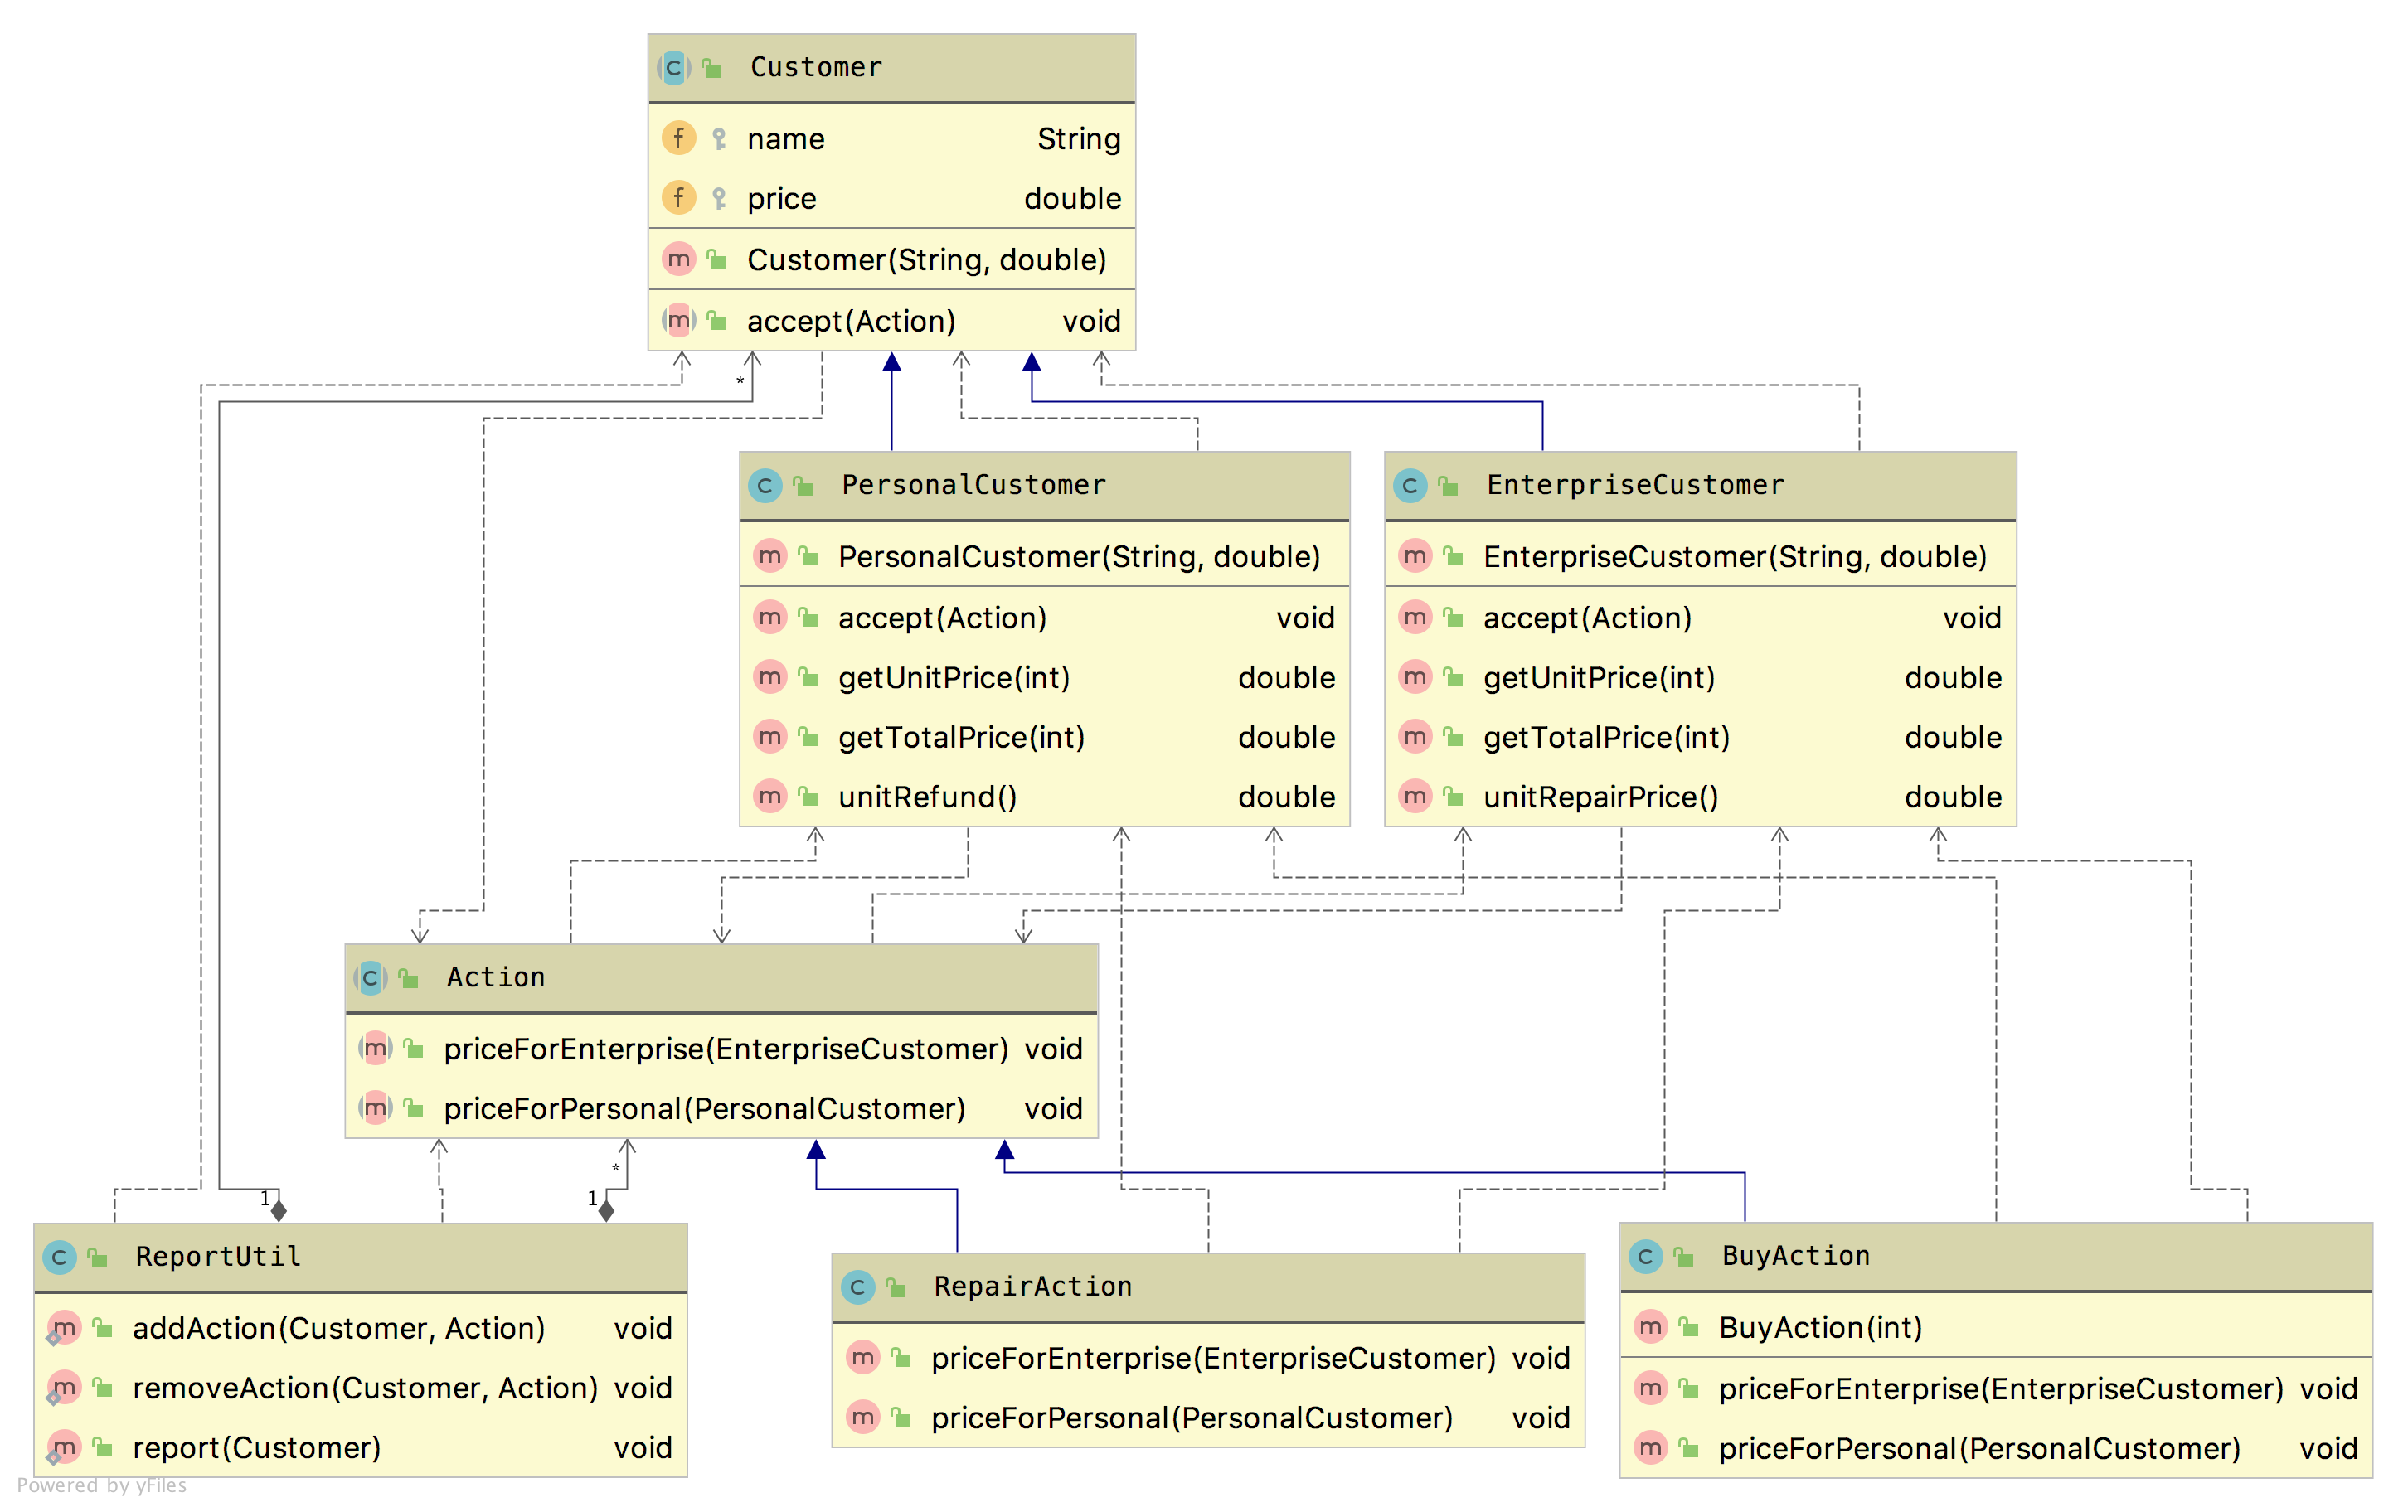 Customer
name String
price double
Customer(String, double)
accept(Action) void
*
PersonalCustomer
PersonalCustomer(String, double)
accept(Action) void
getUnitPrice(int) double
getTotalPrice(int) double
unitRefund() double
EnterpriseCustomer
EnterpriseCustomer(String, double)
accept(Action) void
getUnitPrice(int) double
getTotalPrice(int) double
unitRepairPrice() double
Action
priceForEnterprise(EnterpriseCustomer) void
priceForPersonal(PersonalCustomer) void
*
1
1
ReportUtil
addAction(Customer, Action) void
removeAction(Customer, Action) void
report(Customer) void
RepairAction
priceForEnterprise(EnterpriseCustomer) void
priceForPersonal(PersonalCustomer) void
BuyAction
BuyAction(int)
priceForEnterprise(EnterpriseCustomer) void
priceForPersonal(PersonalCustomer) void
Powered by yFiles